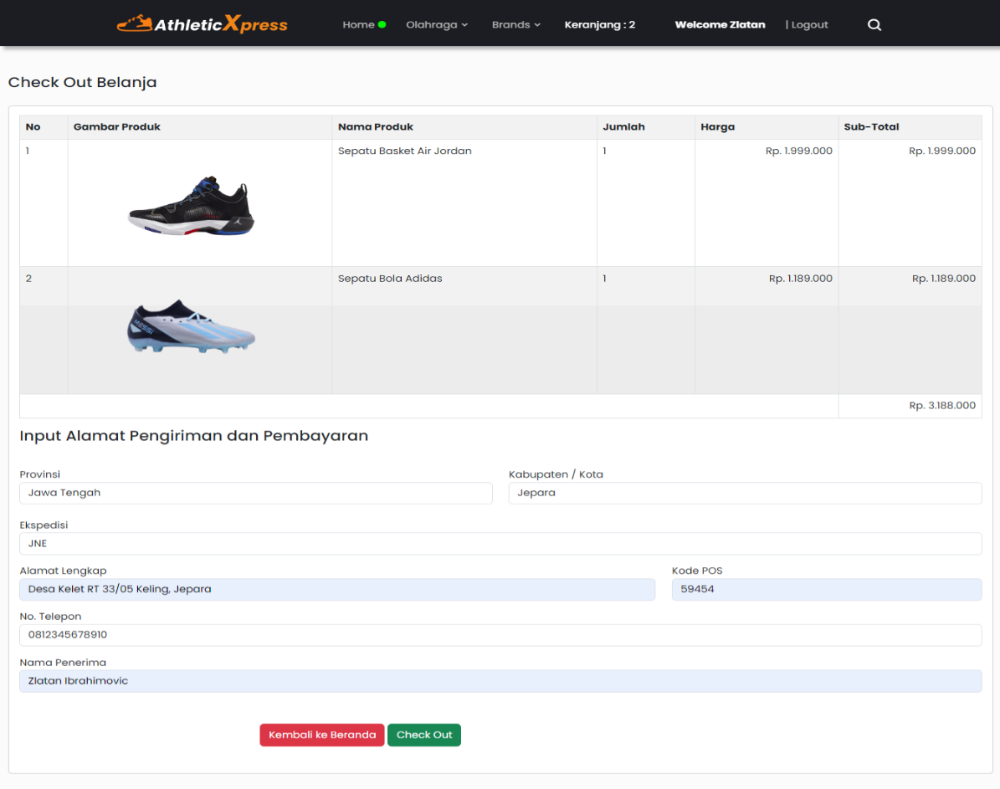 AthleticXpress Home Olahraga Brands Keranjang : 2 Welcome Zlatan | Logout
Check Out Belanja
No Gambar Produk Nama Produk Jumlah Harga Sub-Total
1 Sepatu Basket Air Jordan 1 Rp. 1.999.000 Rp. 1.999.000
2 Sepatu Bola Adidas 1 Rp. 1.189.000 Rp. 1.189.000
MESSI
Rp. 3.188.000
Input Alamat Pengiriman dan Pembayaran
Provinsi Kabupaten / Kota
Jawa Tengah Jepara
Ekspedisi
JNE
Alamat Lengkap Kode POS
Desa Kelet RT 33/05 Keling, Jepara 59454
No. Telepon
0812345678910
Nama Penerima
Zlatan Ibrahimovic
Kembali ke Beranda Check Out